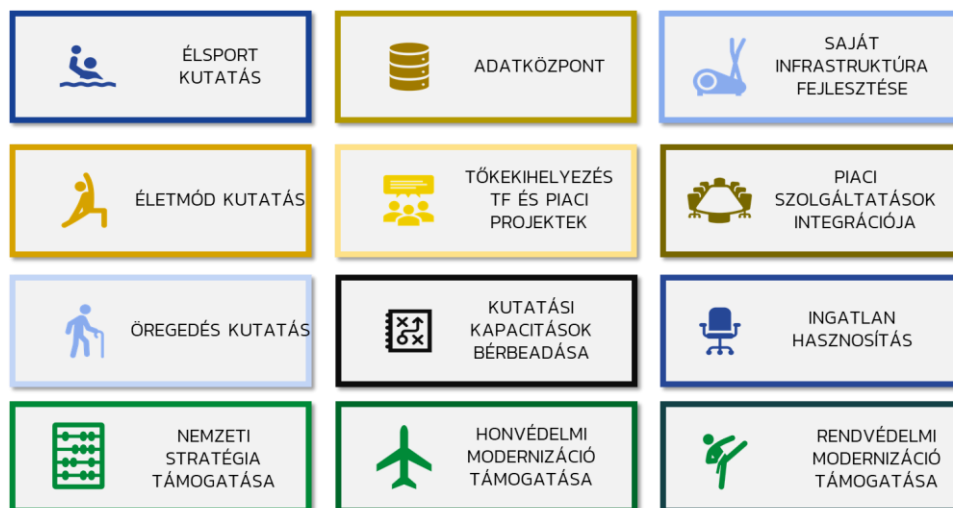 ÉLSPORT
KUTATÁS
ADATKÖZPONT
SAJÁT
INFRASTRUKTÚRA
FEJLESZTÉSE
ÉLETMÓD KUTATÁS
TŐKEKIHELYEZÉS
TF ÉS PIACI
PROJEKTEK
PIACI
SZOLGÁLTATÁSOK
INTEGRÁCIÓJA
ÖREGEDÉS KUTATÁS
KUTATÁSI
KAPACITÁSOK
BÉRBEADÁSA
INGATLAN
HASZNOSÍTÁS
NEMZETI
STRATÉGIA
TÁMOGATÁSA
HONVÉDELMI
MODERNIZÁCIÓ
TÁMOGATÁSA
RENDVÉDELMI
MODERNIZÁCIÓ
TÁMOGATÁSA